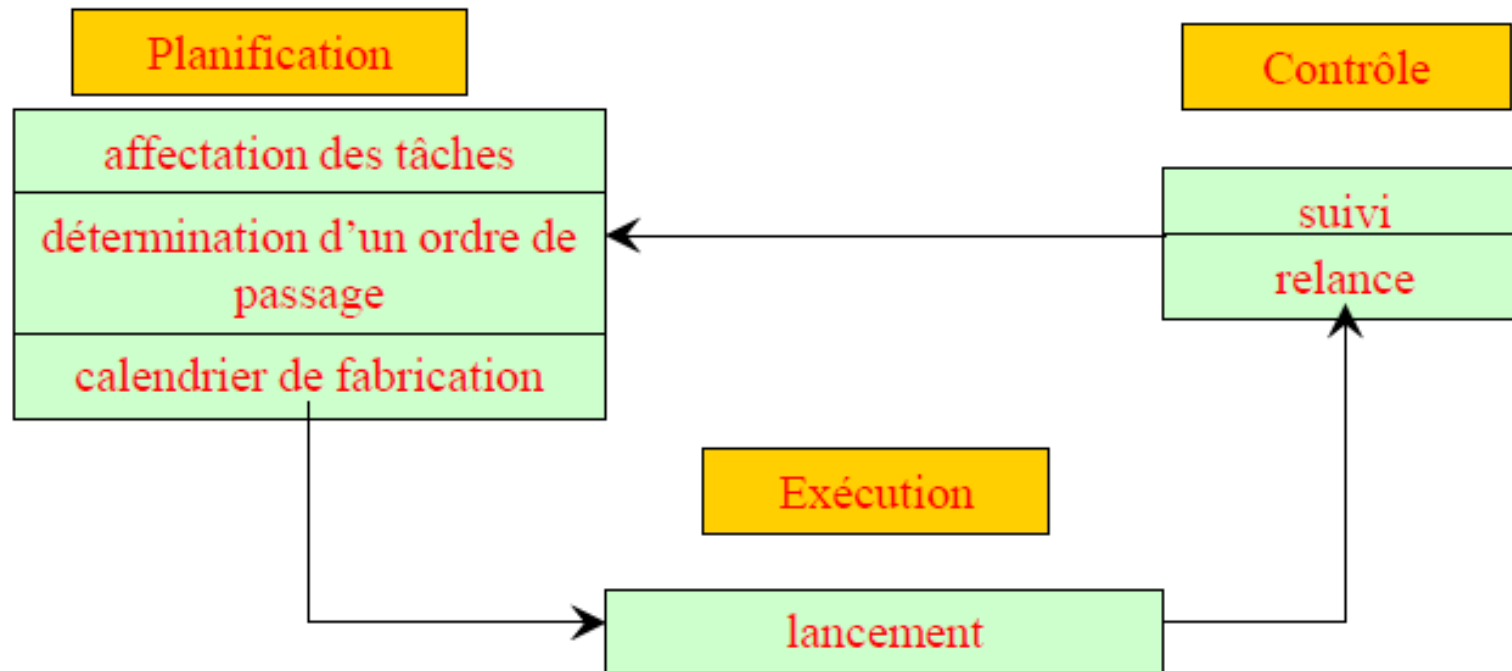 Planification
affectation des tâches
détermination d'un ordre de
passage
calendrier de fabrication
Contrôle
suivi
relance
Exécution
lancement